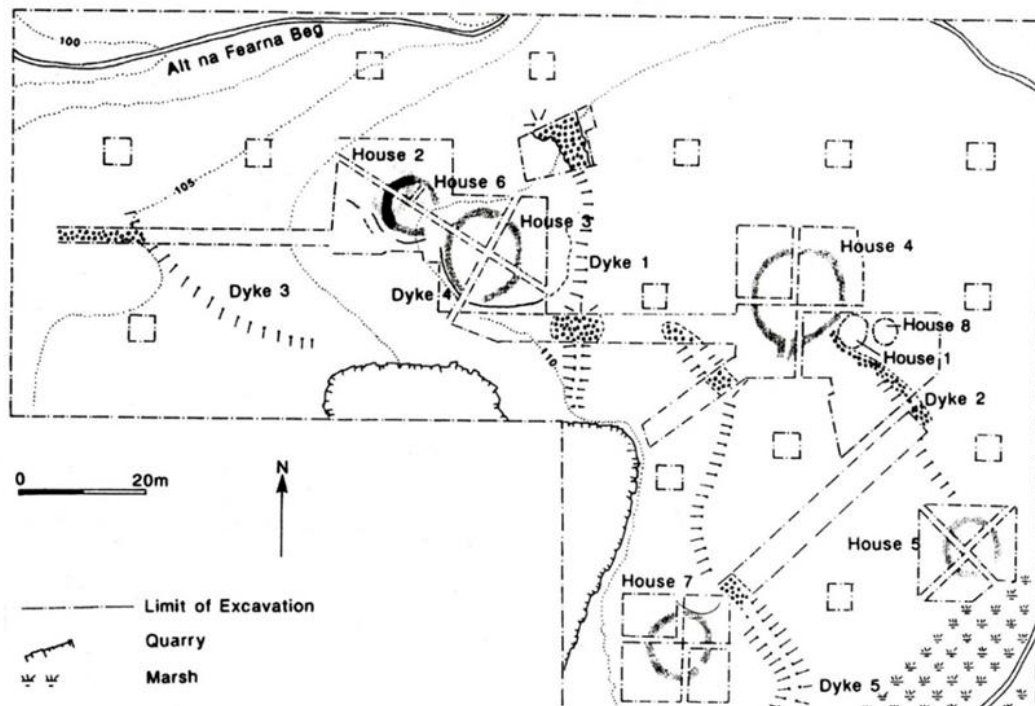 100
Alt na Fearna Beg
House 2
House 6
105
House 3
House 4
Dyke 1
Dyke 3
Dyke 4
House 8
House 1
110
Dyke 2
0 20m
N
House 5
House 7
Limit of Excavation
Quarry
Marsh
Dyke 5